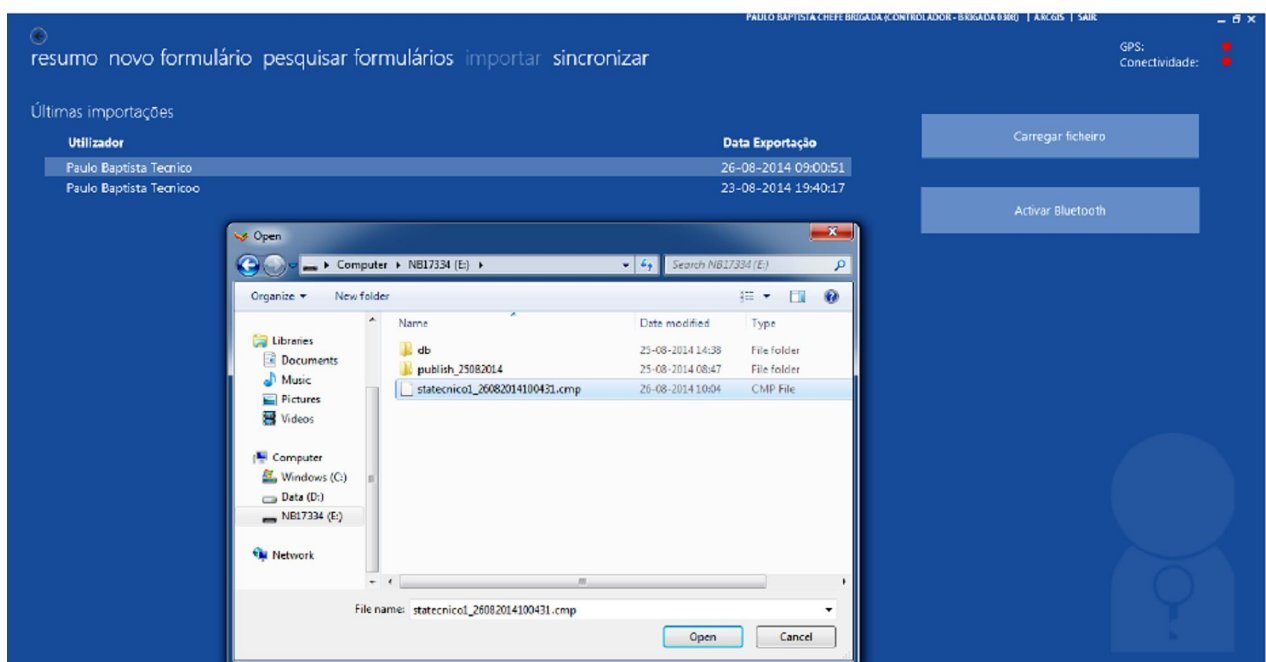 PAULO BAPTISTA CHEFE BRIGADA (CONTROLADOR - BRIGADA 0308) | ARCGIS | SAIR
resumo novo formulário pesquisar formulários importar sincronizar
GPS:
Conectividade:
Últimas importações
Utilizador Data Exportação
Paulo Baptista Tecnico 26-08-2014 09:00:51
Paulo Baptista Tecnicoo 23-08-2014 19:40:17
Carregar ficheiro
Activar Bluetooth
Open
Computer NB17334 (E:) Search NB17334 (E:)
Organize New folder
Name Date modified Type
Libraries
Documents
Music
Pictures
Videos
Computer
Windows (C:)
Data (D:)
NB17334 (E:)
Network
db 25-08-2014 14:38 File folder
publish_25082014 25-08-2014 08:47 File folder
statecnico1_26082014100431.cmp 26-08-2014 10:04 CMP File
File name: statecnico1_26082014100431.cmp
Open Cancel